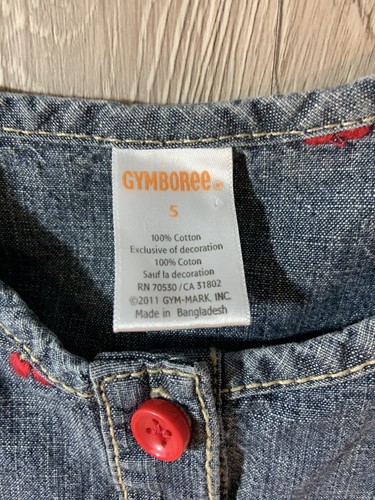 GYMBOREE®
5
100% Cotton
Exclusive of decoration
100% Coton
Sauf la decoration
RN 70530 / CA 31802
©2011 GYM-MARK, INC.
Made in Bangladesh